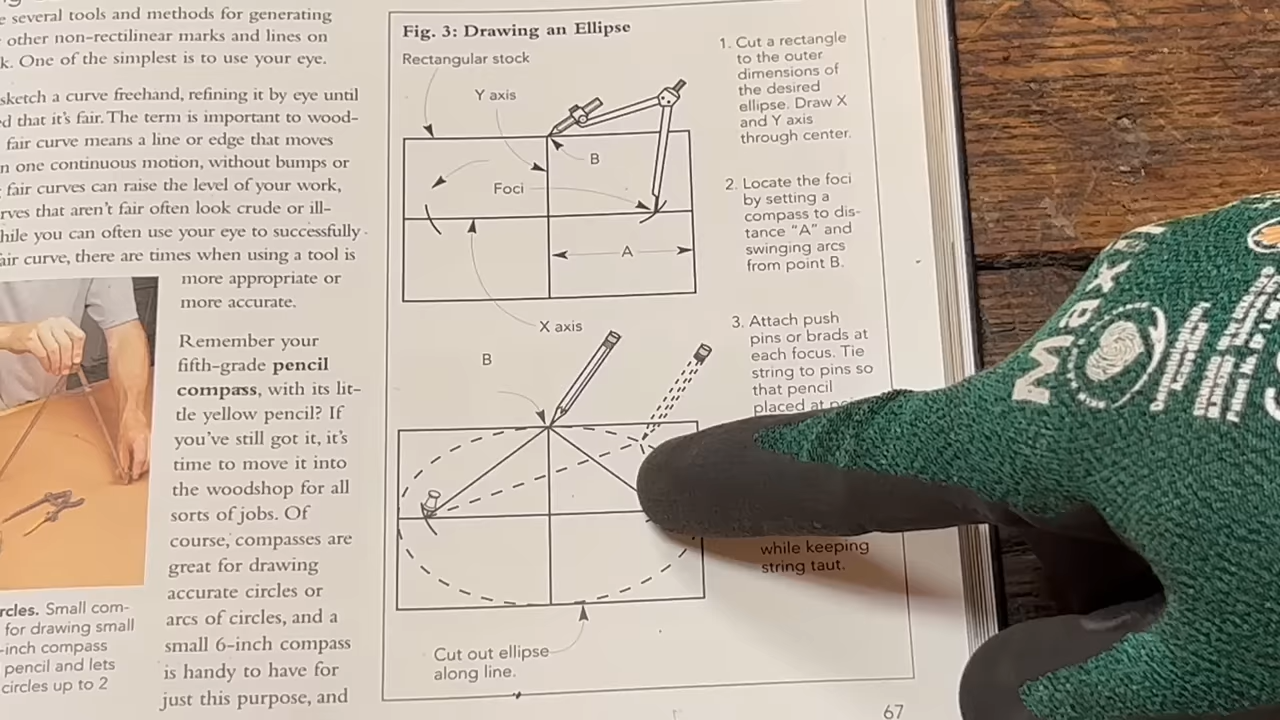 e several tools and methods for generating
other non-rectilinear marks and lines on
k. One of the simplest is to use your eye.
sketch a curve freehand, refining it by eye until
d that it's fair. The term is important to wood-
fair curve means a line or edge that moves
n one continuous motion, without bumps or
fair curves can raise the level of your work,
rves that aren't fair often look crude or ill-
hile you can often use your eye to successfully
air curve, there are times when using a tool is
more appropriate or
more accurate.
Remember your
fifth-grade pencil
compass, with its lit-
tle yellow pencil? If
you've still got it, it's
time to move it into
the woodshop for all
sorts of jobs. Of
course, compasses are
great for drawing
accurate circles or
arcs of circles, and a
small 6-inch compass
is handy to have for
just this purpose, and
rcles. Small com-
for drawing small
-inch compass
pencil and lets
circles up to 2
Fig. 3: Drawing an Ellipse
Rectangular stock
Y axis
B
Foci
A
X axis
B
Cut out ellipse
along line.
1. Cut a rectangle
to the outer
dimensions of
the desired
ellipse. Draw X
and Y axis
through center.
2. Locate the foci
by setting a
compass to dis-
tance "A" and
swinging arcs
from point B.
3. Attach push
pins or brads at
each focus. Tie
string to pins so
that pencil
placed at
while keeping
string taut.
67
Maxi